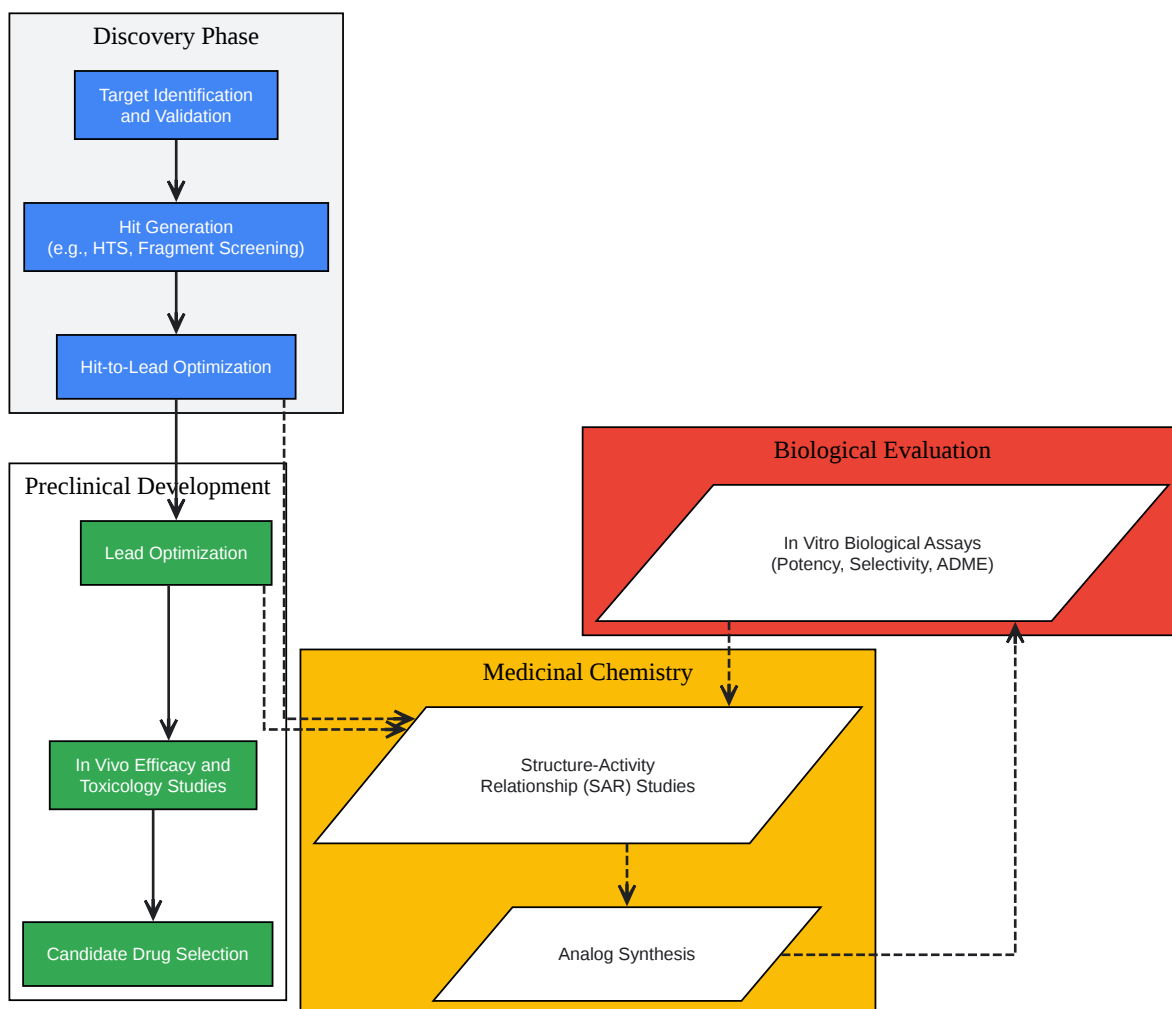 Discovery Phase
Target Identification
and Validation
Hit Generation
(e.g., HTS, Fragment Screening)
Hit-to-Lead Optimization
Preclinical Development
Lead Optimization
In Vivo Efficacy and
Toxicology Studies
Candidate Drug Selection
Biological Evaluation
In Vitro Biological Assays
(Potency, Selectivity, ADME)
Medicinal Chemistry
Structure-Activity
Relationship (SAR) Studies
Analog Synthesis